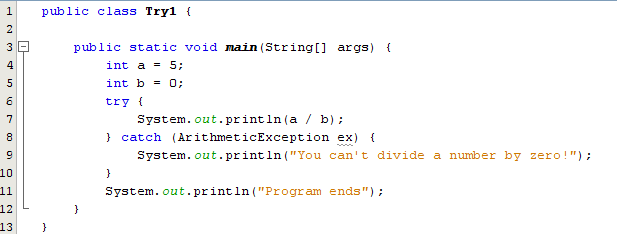 1 public class Try1 {
2
3 public static void main(String[] args) {
4 int a = 5;
5 int b = 0;
6 try {
7 System.out.println(a / b);
8 } catch (ArithmeticException ex) {
9 System.out.println("You can't divide a number by zero!");
10 }
11 System.out.println("Program ends");
12 }
13 }